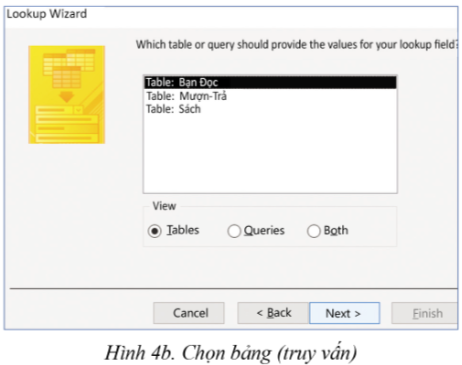 Lookup Wizard
Which table or query should provide the values for your lookup field?
Table: Bạn Đọc
Table: Mượn-Trả
Table: Sách
View
Tables
Queries
Both
Cancel
< Back
Next >
Finish
Hình 4b. Chọn bảng (truy vấn)